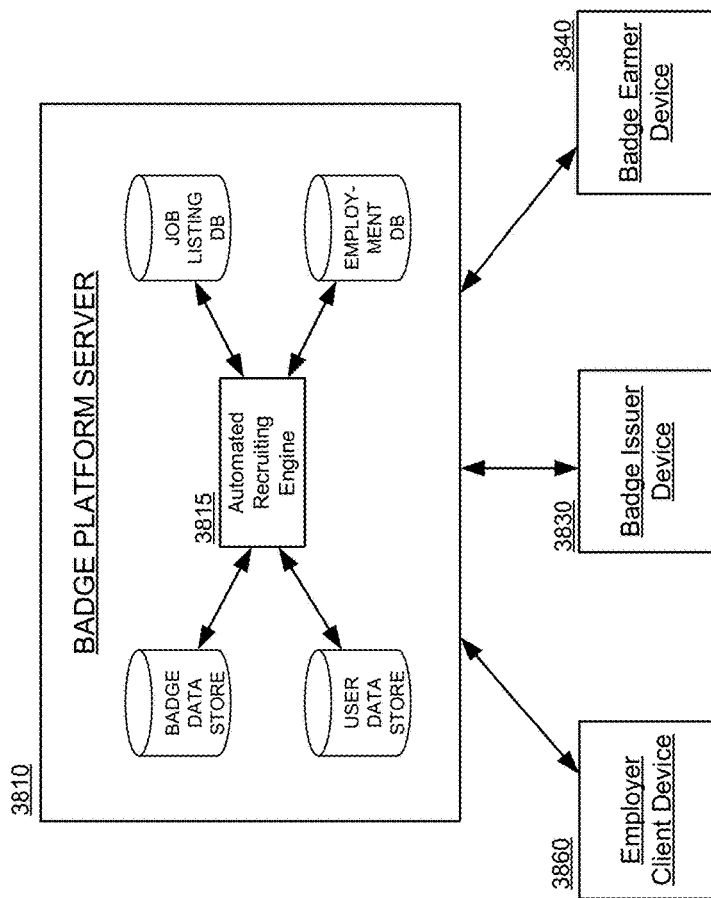 3810
BADGE PLATFORM SERVER
BADGE
DATA
STORE
USER
DATA
STORE
3815
Automated
Recruiting
Engine
JOB
LISTING
DB
EMPLOY-
MENT
DB
3860
Employer
Client Device
3830
Badge Issuer
Device
3840
Badge Earner
Device